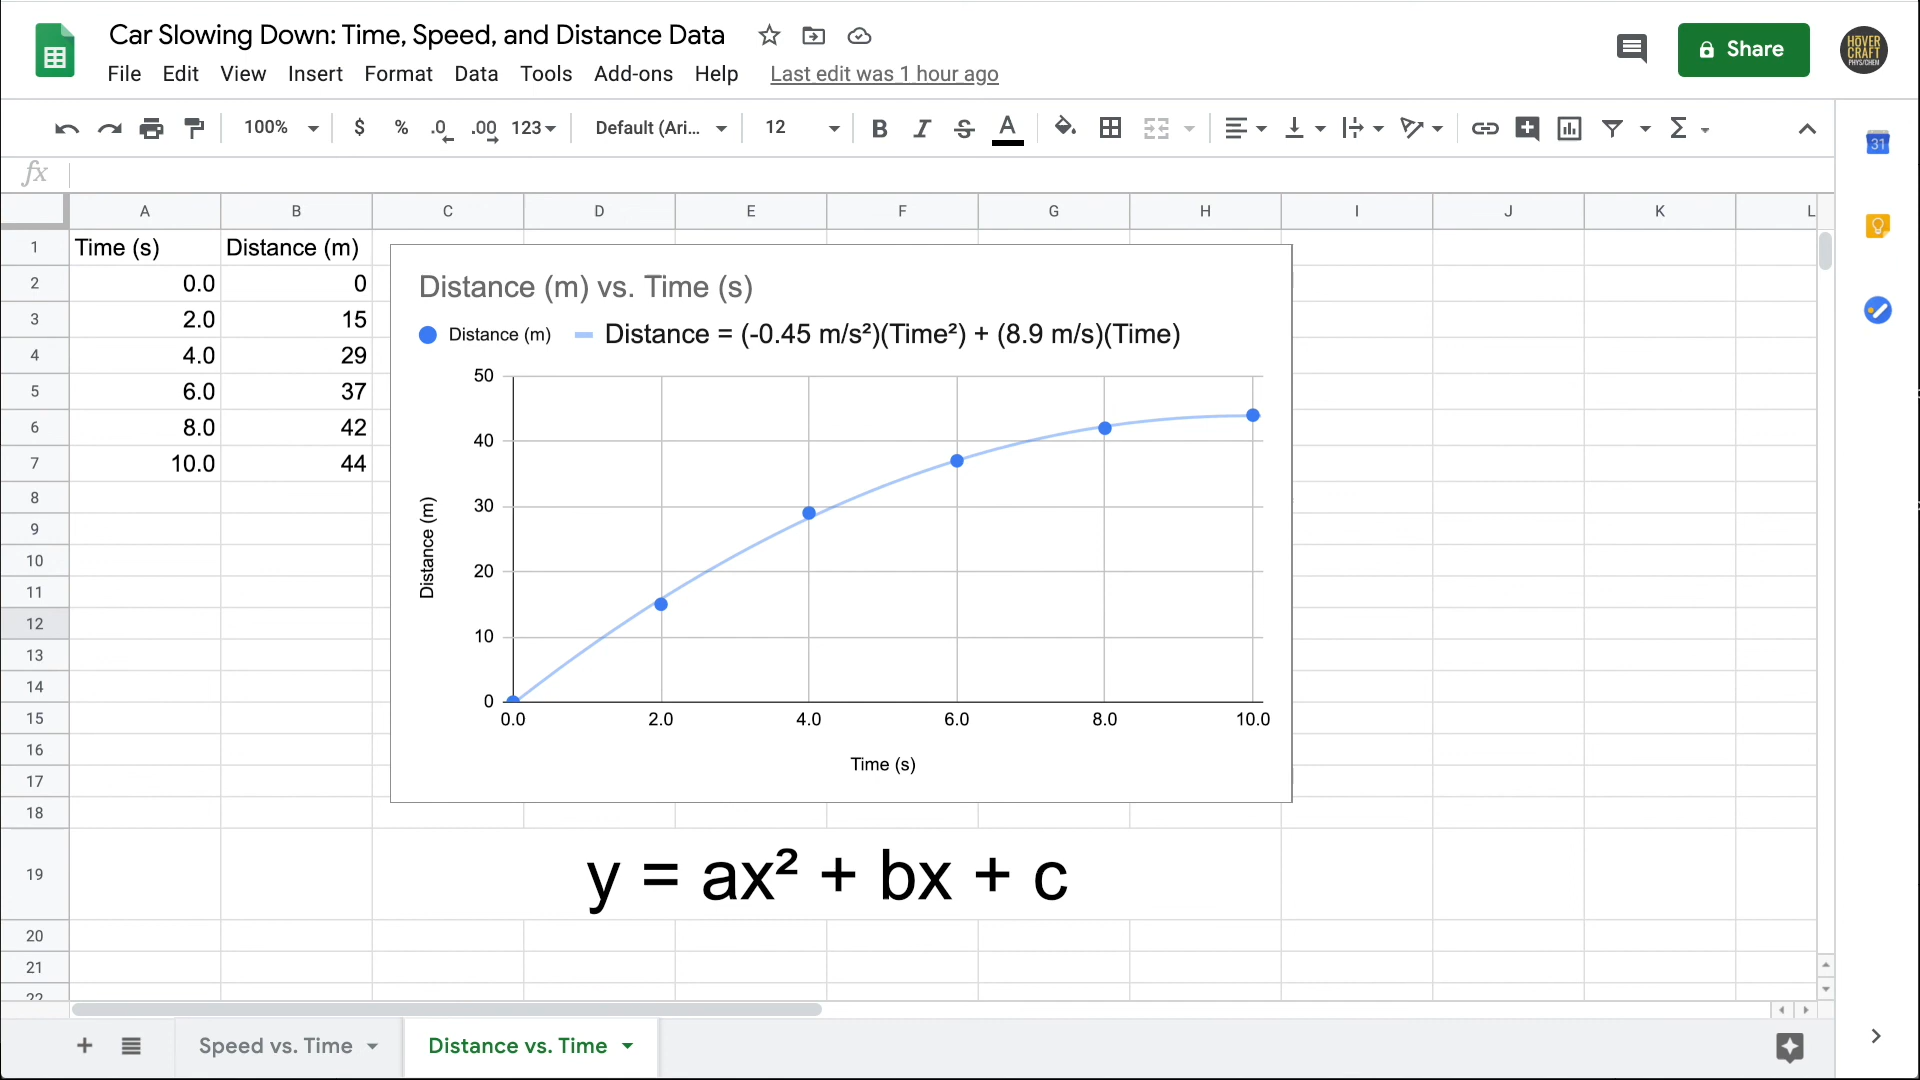 Car Slowing Down: Time, Speed, and Distance Data
File Edit View Insert Format Data Tools Add-ons Help Last edit was 1 hour ago
Share
HOVER
CRAFT
PHYS/CHEM
100% $ % .0 .00 123 Default (Ari... 12 B I S A Σ
31
fx
A B C D E F G H I J K L
1 Time (s) Distance (m)
2 0.0 0
3 2.0 15
4 4.0 29
5 6.0 37
6 8.0 42
7 10.0 44
8
9
10
11
12
13
14
15
16
17
18
19
20
21
22
Distance (m) vs. Time (s)
Distance (m) Distance = (-0.45 m/s²)(Time²) + (8.9 m/s)(Time)
50
40
30
20
10
0
Distance (m)
0.0 2.0 4.0 6.0 8.0 10.0
Time (s)
y = ax² + bx + c
Speed vs. Time Distance vs. Time